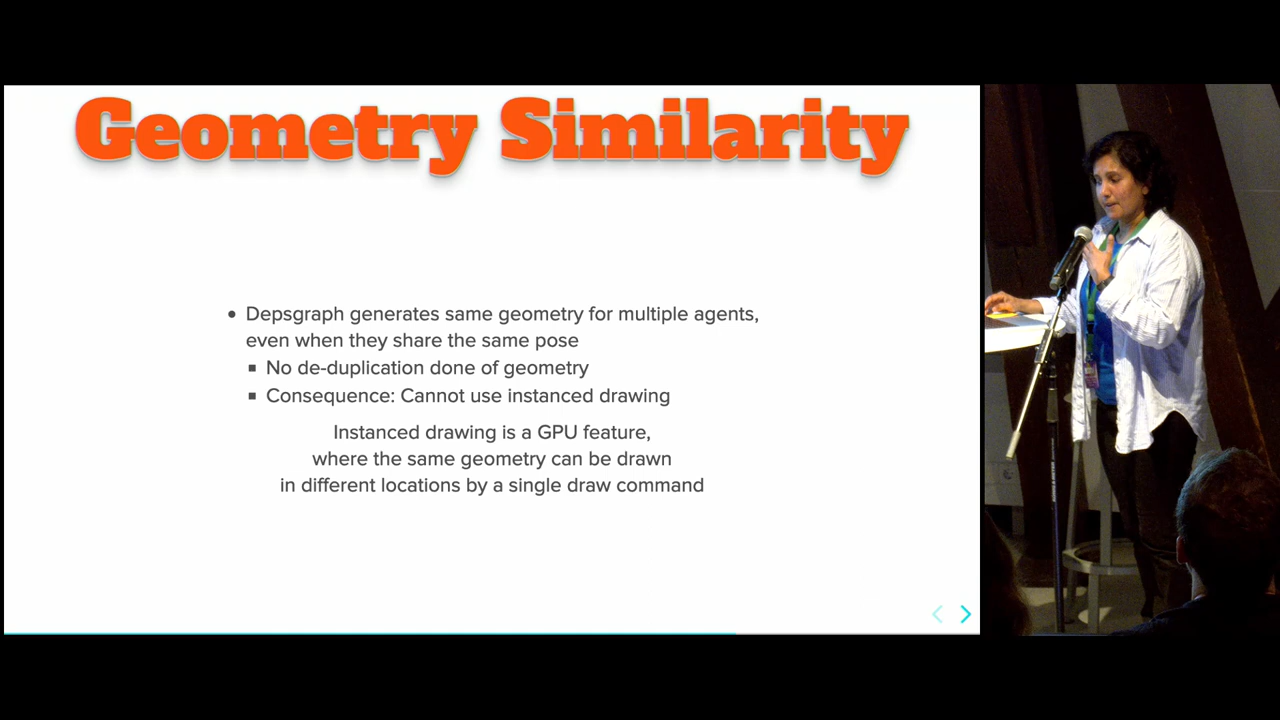 Geometry Similarity
• Depsgraph generates same geometry for multiple agents,
even when they share the same pose
▪ No de-duplication done of geometry
▪ Consequence: Cannot use instanced drawing
Instanced drawing is a GPU feature,
where the same geometry can be drawn
in different locations by a single draw command